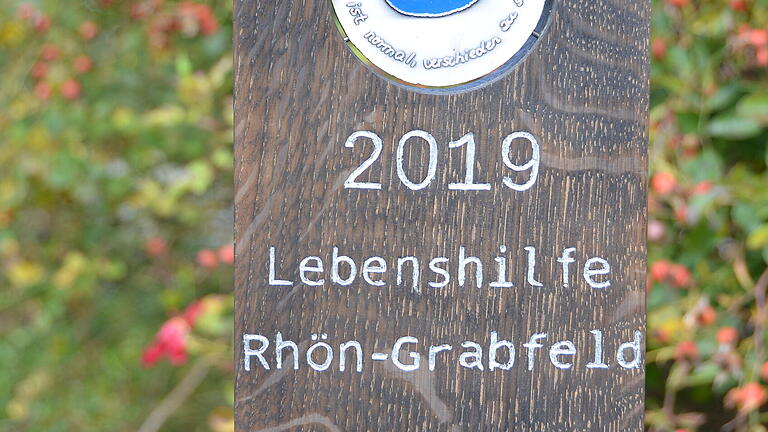 ist normal, verschieden zu s
2019
Lebenshilfe
Rhön-Grabfeld